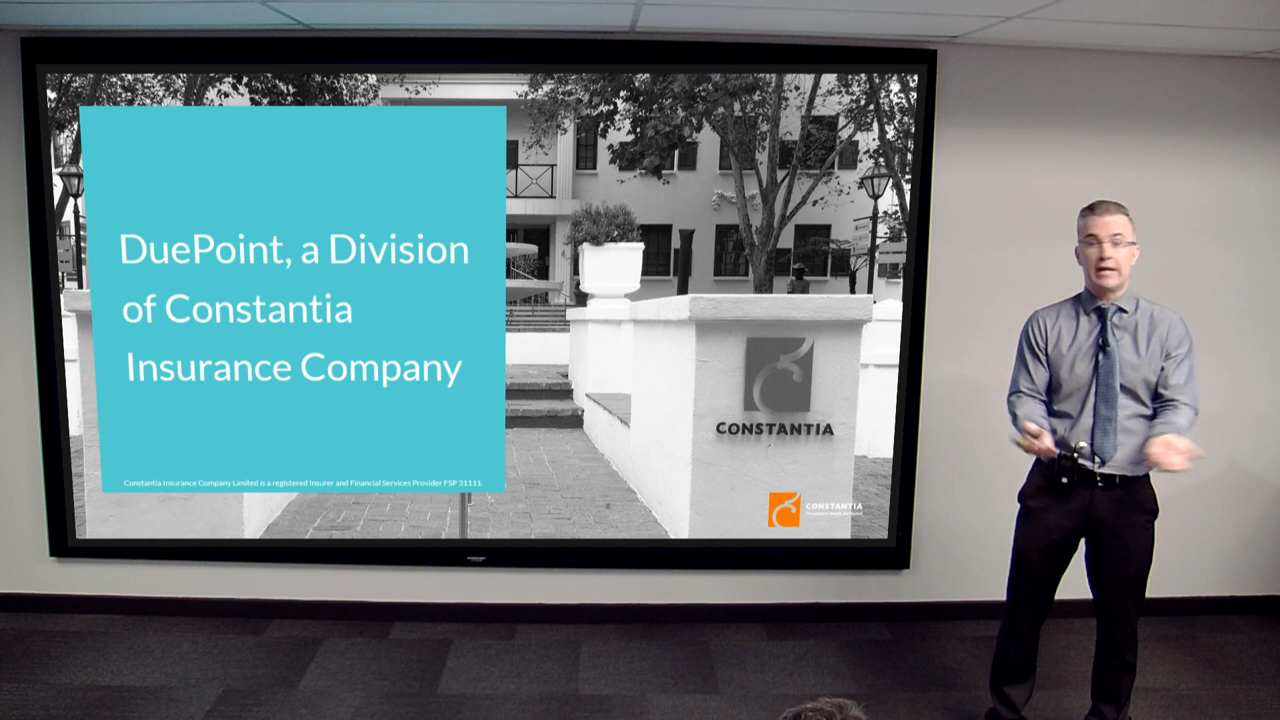 DuePoint, a Division
of Constantia
Insurance Company
Constantia Insurance Company Limited is a registered Insurer and Financial Services Provider FSP 31111.
CONSTANTIA
CONSTANTIA